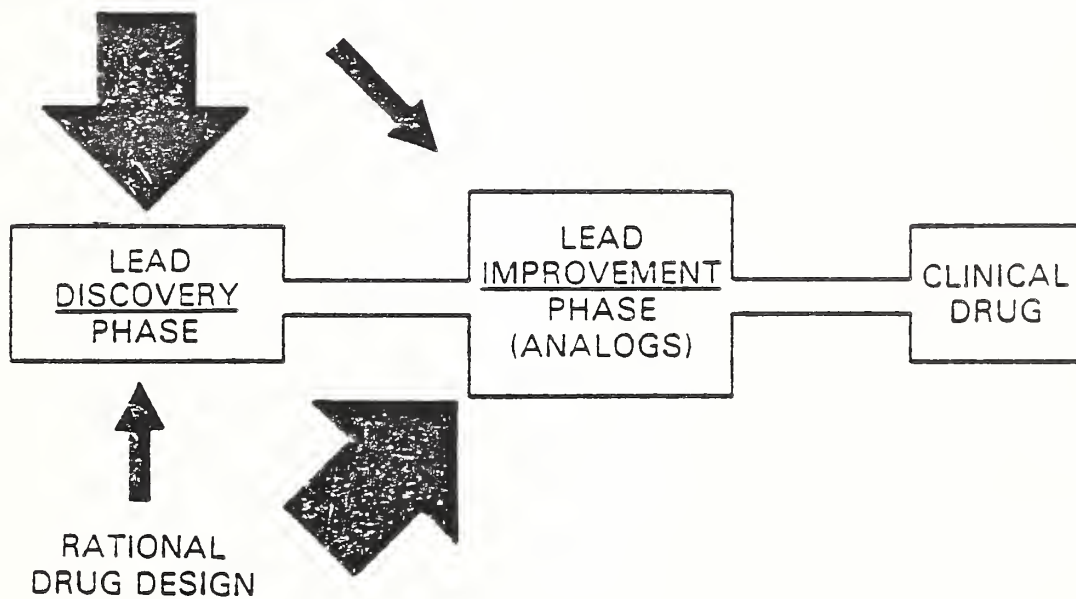 LEAD
DISCOVERY
PHASE
LEAD
IMPROVEMENT
PHASE
(ANALOGS)
CLINICAL
DRUG
RATIONAL
DRUG DESIGN